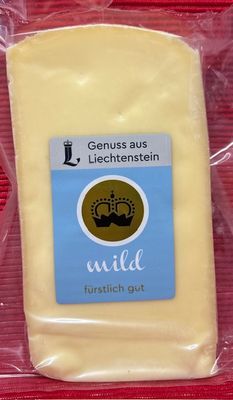 L Genuss aus
Liechtenstein
mild
fürstlich gut